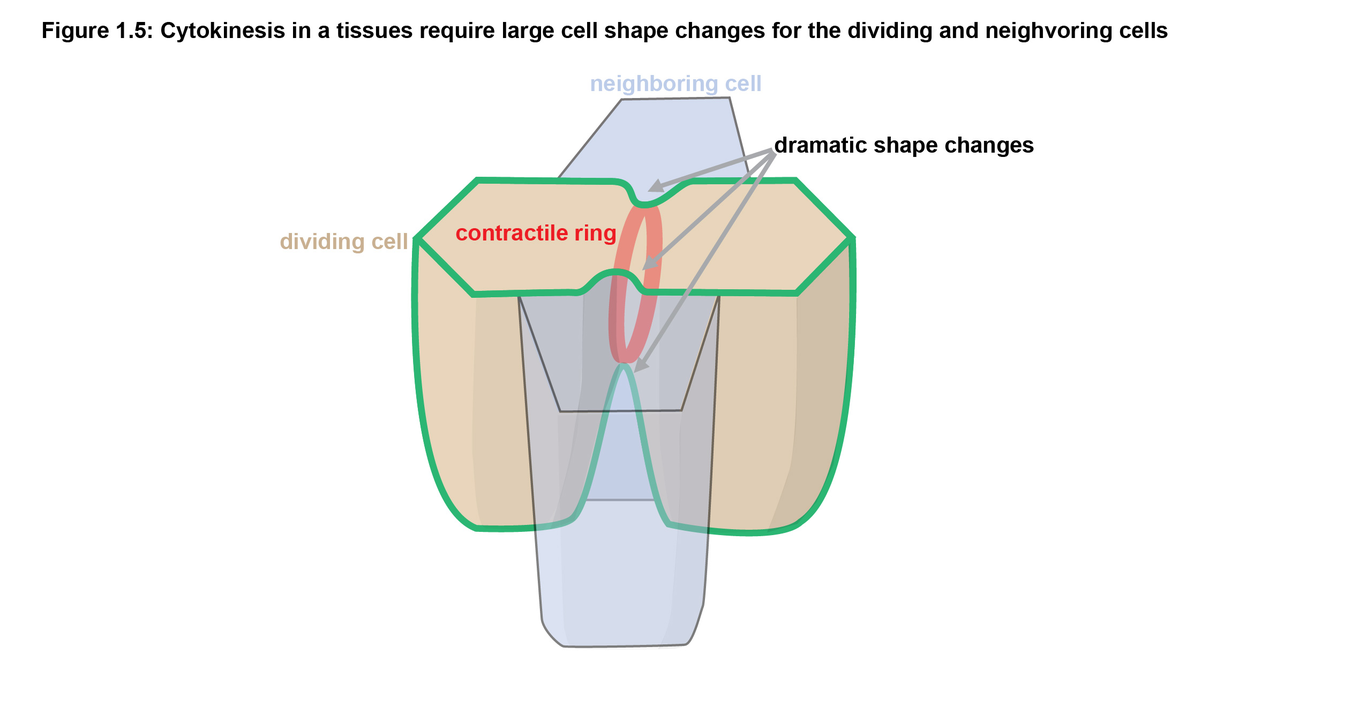 Figure 1.5: Cytokinesis in a tissues require large cell shape changes for the dividing and neighvoring cells
neighboring cell
dramatic shape changes
contractile ring
dividing cell